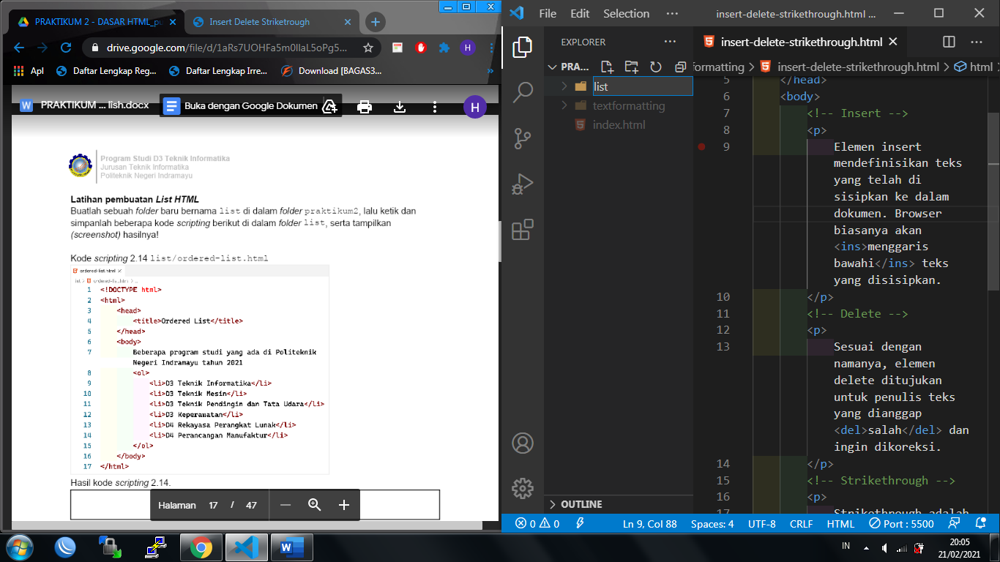 PRAKTIKUM 2 - DASAR HTML_pu
Insert Delete Striketrough
drive.google.com/file/d/1aRs7UOHFa5m0IIaL5oPg5...
H
Apl
Daftar Lengkap Reg...
Daftar Lengkap Irre...
Download [BAGAS3...
»
W PRAKTIKUM ... lish.docx
Buka dengan Google Dokumen
H
Program Studi D3 Teknik Informatika
Jurusan Teknik Informatika
Politeknik Negeri Indramayu
Latihan pembuatan List HTML
Buatlah sebuah folder baru bernama list di dalam folder praktikum2, lalu ketik dan
simpanlah beberapa kode scripting berikut di dalam folder list, serta tampilkan
(screenshot) hasilnya!
Kode scripting 2.14 list/ordered-list.html
ordered-list.html
list >
1 <!DOCTYPE html>
2 <html>
3 <head>
4 <title>Ordered List</title>
5 </head>
6 <body>
7 Beberapa program studi yang ada di Politeknik
Negeri Indramayu tahun 2021
8 <ol>
9 <li>D3 Teknik Informatika</li>
10 <li>D3 Teknik Mesin</li>
11 <li>D3 Teknik Pendingin dan Tata Udara</li>
12 <li>D3 Keperawatan</li>
13 <li>D4 Rekayasa Perangkat Lunak</li>
14 <li>D4 Perancangan Manufaktur</li>
15 </ol>
16 </body>
17 </html>
Hasil kode scripting 2.14.
Halaman 17 / 47
File Edit Selection ··· insert-delete-strikethrough.html ...
EXPLORER ···
PRA...
list
textformatting
index.html
OUTLINE
insert-delete-strikethrough.html
formatting > insert-delete-strikethrough.html > html
5 </head>
6 <body>
7 <!-- Insert -->
8 <p>
9 Elemen insert
mendefinisikan teks
yang telah di
sisipkan ke dalam
dokumen. Browser
biasanya akan
<ins>menggaris
bawahi</ins> teks
yang disisipkan.
10 </p>
11 <!-- Delete -->
12 <p>
13 Sesuai dengan
namanya, elemen
delete ditujukan
untuk penulis teks
yang dianggap
<del>salah</del> dan
ingin dikoreksi.
14 </p>
15 <!-- Strikethrough -->
16 <p>
17 Strikethrough adalah
0 0 Ln 9, Col 88 Spaces: 4 UTF-8 CRLF HTML Port : 5500
IN
20:05
21/02/2021